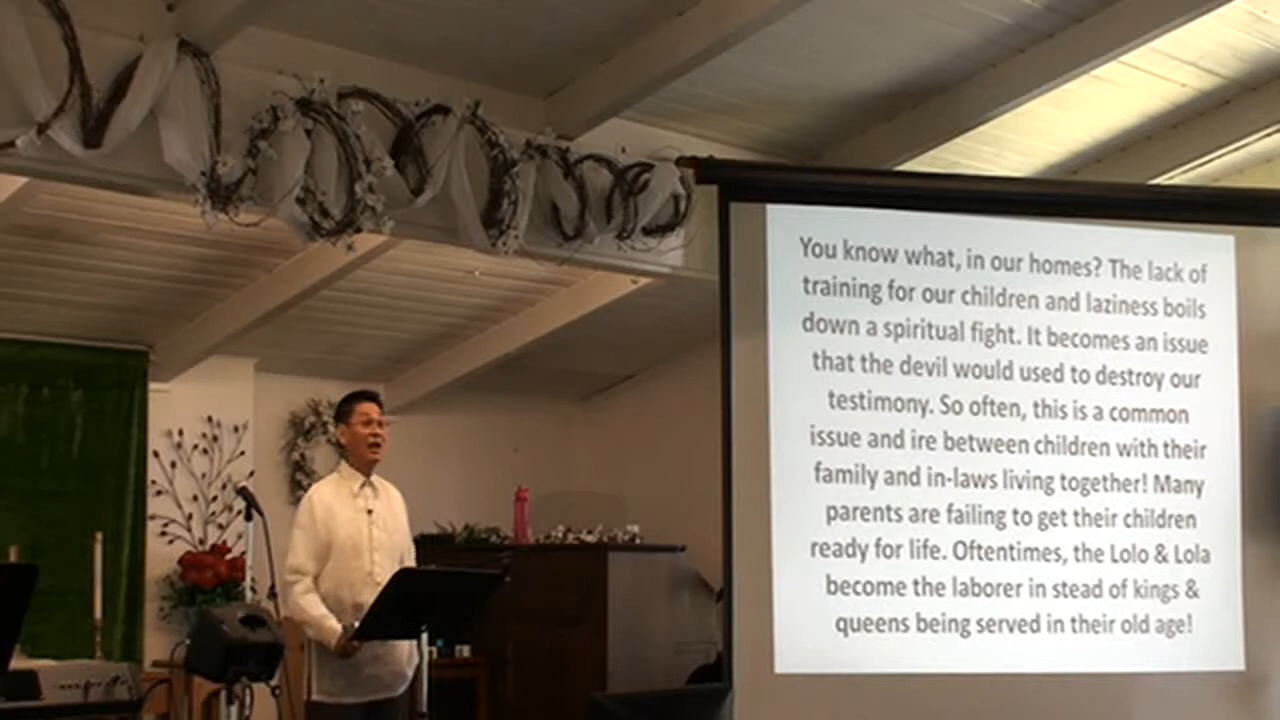 You know what, in our homes? The lack of
training for our children and laziness boils
down a spiritual fight. It becomes an issue
that the devil would used to destroy our
testimony. So often, this is a common
issue and ire between children with their
family and in-laws living together! Many
parents are failing to get their children
ready for life. Oftentimes, the Lolo & Lola
become the laborer in stead of kings &
queens being served in their old age!